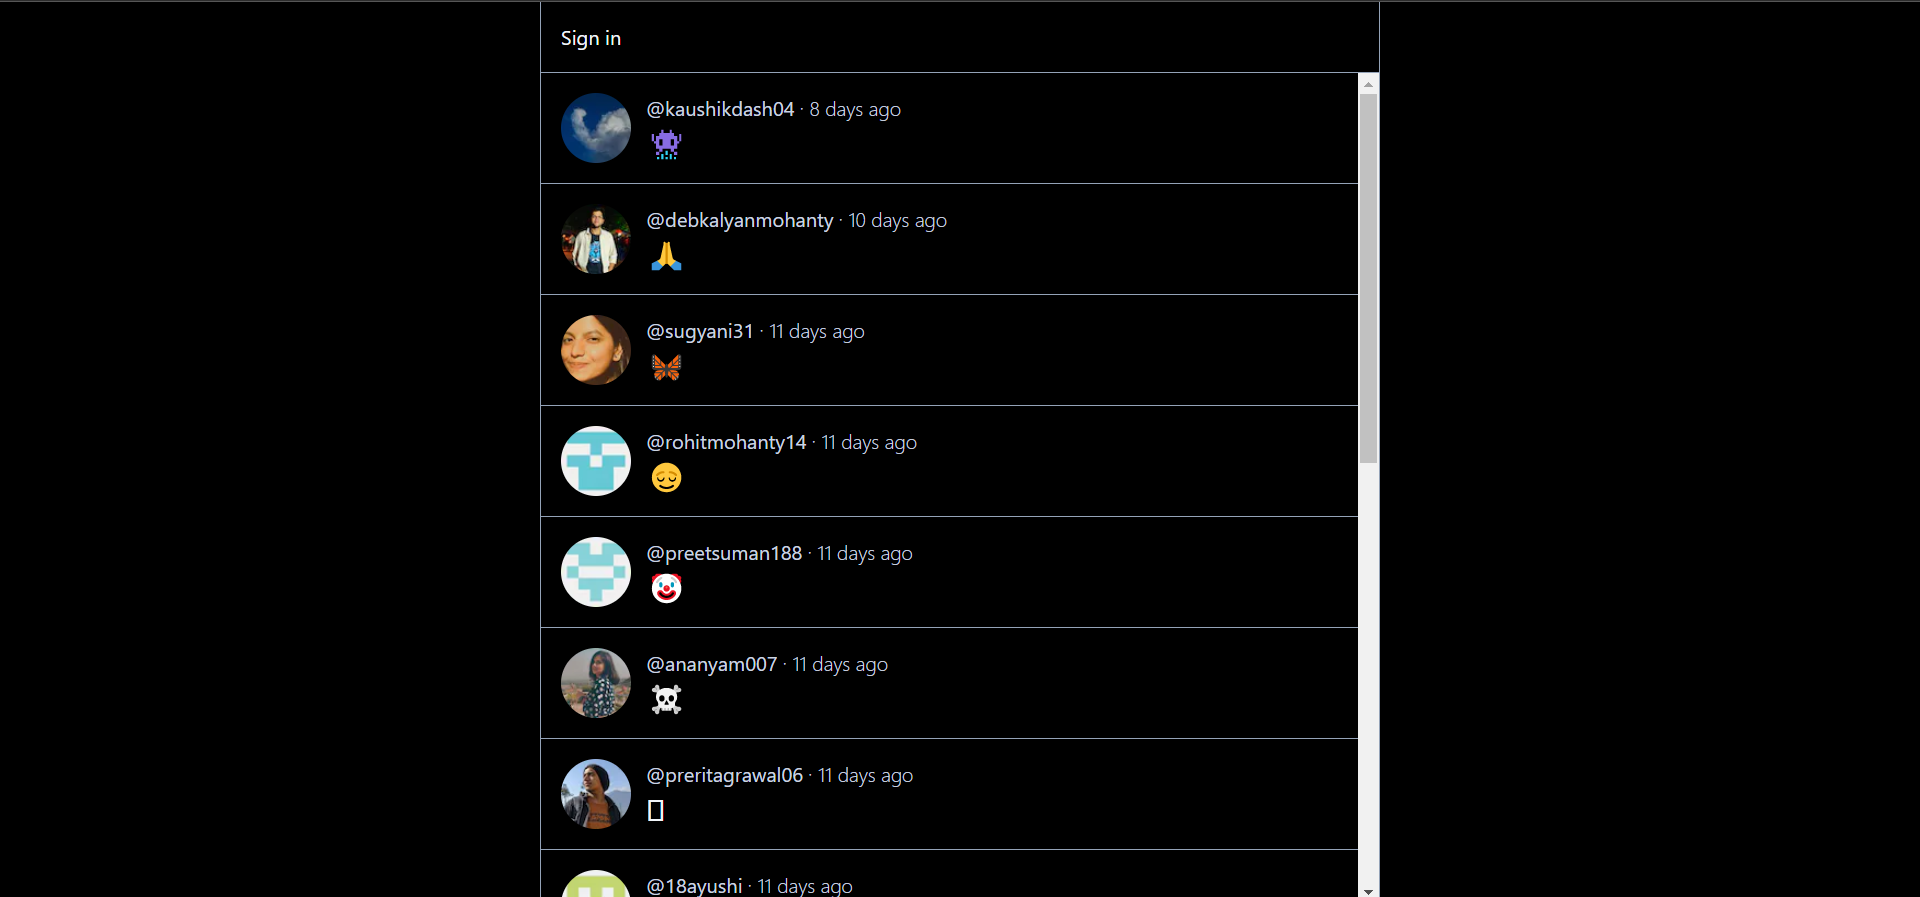 Sign in
@kaushikdash04 · 8 days ago
👾
@debkalyanmohanty · 10 days ago
🙏
@sugyani31 · 11 days ago
🦋
@rohitmohanty14 · 11 days ago
😌
@preetsuman188 · 11 days ago
🤡
@ananyam007 · 11 days ago
☠️
@preritagrawal06 · 11 days ago
@18ayushi · 11 days ago